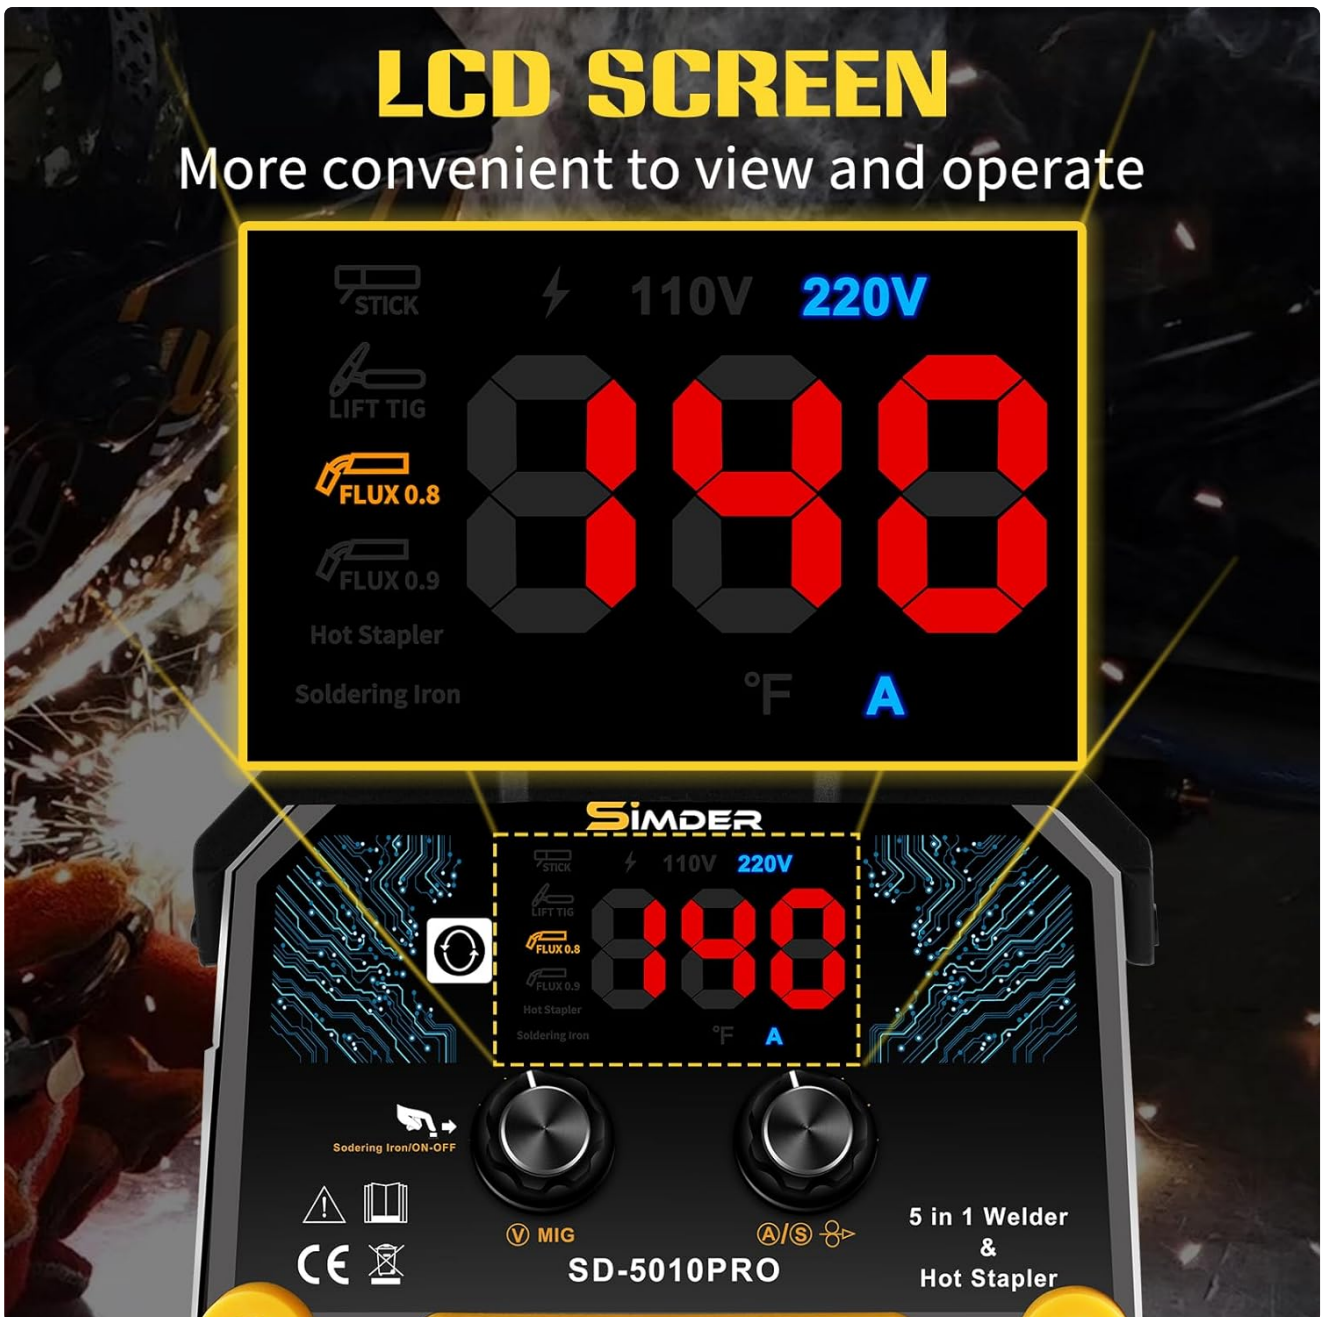 LCD SCREEN
More convenient to view and operate
STICK
110V 220V
LIFT TIG
140
FLUX 0.8
FLUX 0.9
Hot Stapler
Soldering Iron
°F A
SIMDER
STICK
110V 220V
LIFT TIG
140
FLUX 0.8
FLUX 0.9
Hot Stapler
Soldering Iron
°F A
Sodering Iron/ON-OFF
V MIG
A/S
CE
SD-5010PRO
5 in 1 Welder
&
Hot Stapler